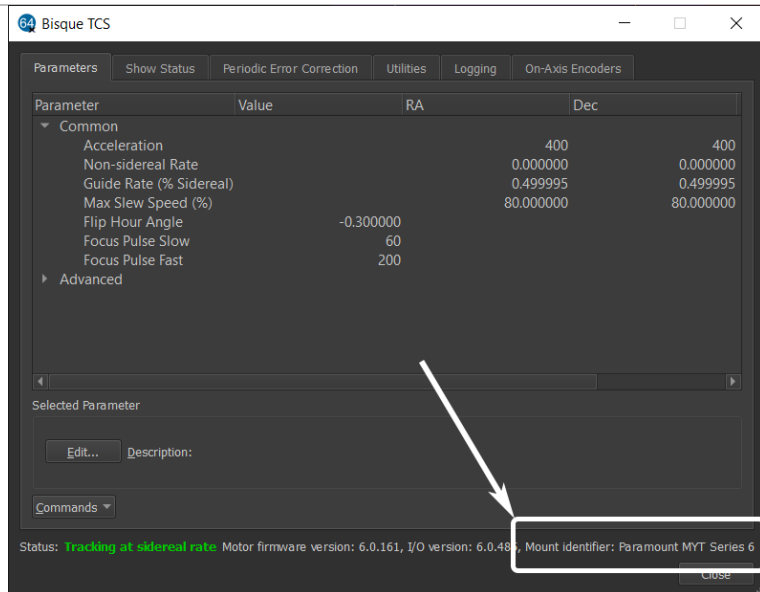 64 Bisque TCS
Parameters Show Status Periodic Error Correction Utilities Logging On-Axis Encoders
Parameter Value RA Dec
Common
Acceleration 400 400
Non-sidereal Rate 0.000000 0.000000
Guide Rate (% Sidereal) 0.499995 0.499995
Max Slew Speed (%) 80.000000 80.000000
Flip Hour Angle -0.300000
Focus Pulse Slow 60
Focus Pulse Fast 200
Advanced
Selected Parameter
Edit... Description:
Commands
Status: Tracking at sidereal rate Motor firmware version: 6.0.161, I/O version: 6.0.485, Mount identifier: Paramount MYT Series 6
Close